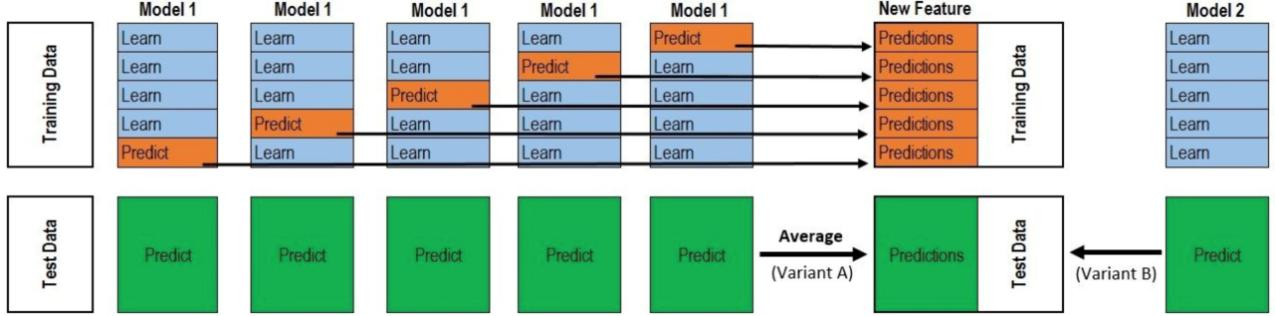 Model 1 Model 1 Model 1 Model 1 Model 1 New Feature Model 2
Training Data
Learn Learn Learn Learn Predict Predictions Learn
Learn Learn Learn Predict Learn Predictions Learn
Learn Learn Predict Learn Learn Predictions Learn
Learn Predict Learn Learn Learn Predictions Learn
Predict Learn Learn Learn Learn Predictions Learn
Training Data
Test Data
Predict Predict Predict Predict Predict
Average
(Variant A)
Predictions
Test Data
(Variant B)
Predict